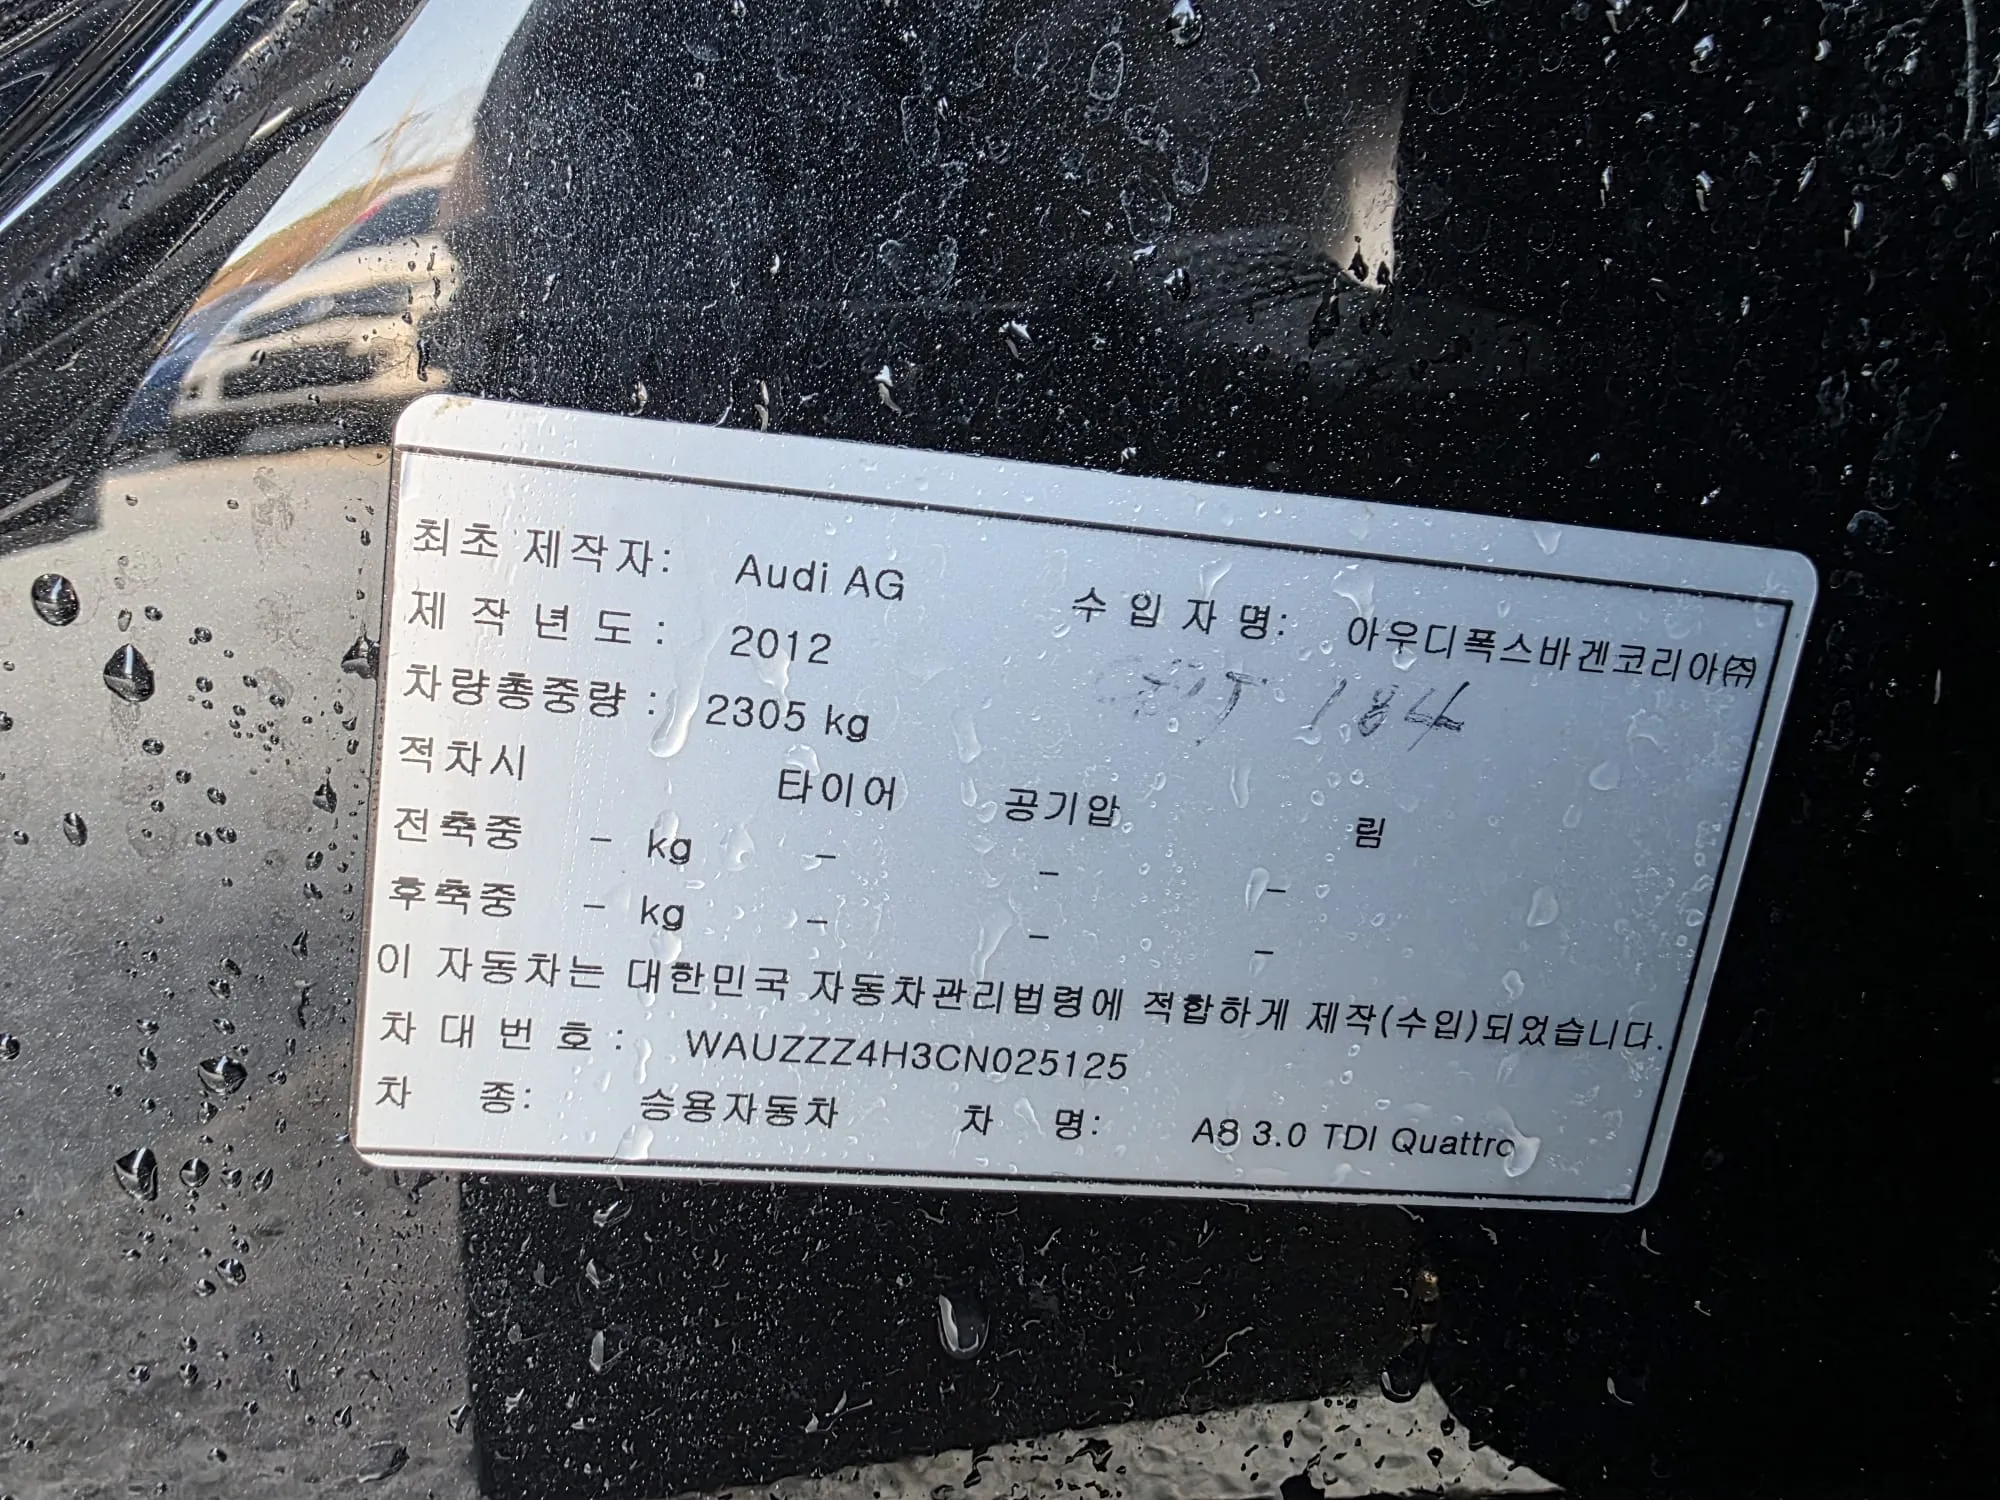 최초 제작자: Audi AG 수 입 자 명: 아우디폭스바겐코리아㈜
제 작 년 도 : 2012
차량총중량 : 2305 kg 184
적차시 타이어 공기압 림
전축중 - kg - - -
후축중 - kg - - -
이 자동차는 대한민국 자동차관리법령에 적합하게 제작(수입)되었습니다.
차 대 번 호 : WAUZZZ4H3CN025125
차 종: 승용자동차 차 명: A8 3.0 TDI Quattro